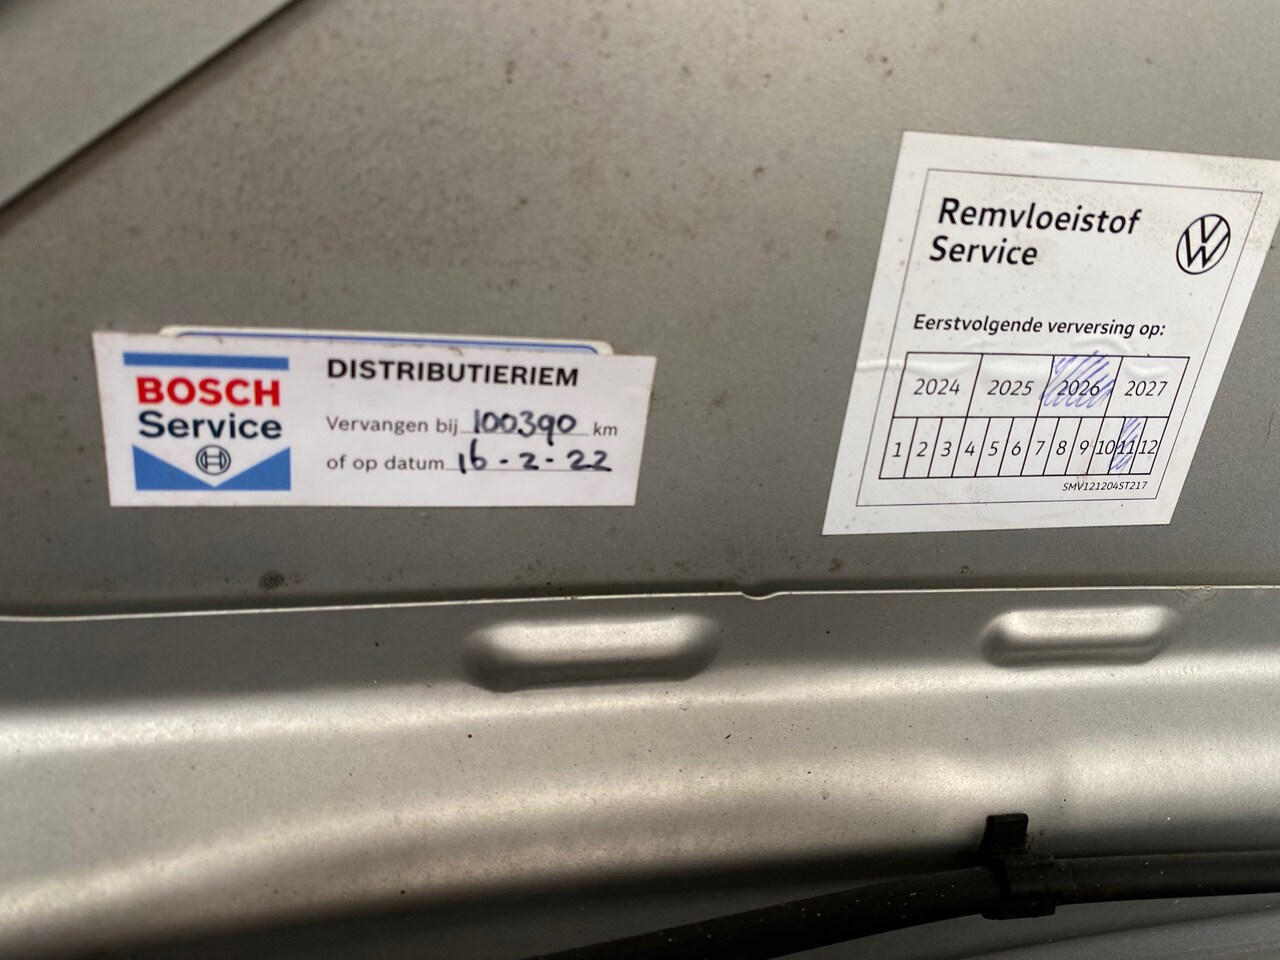 BOSCH
Service
DISTRIBUTIERIEM
Vervangen bij 100390 km
of op datum 16-2-22
Remvloeistof
Service
Eerstvolgende verversing op:
2024 2025 2026 2027
1 2 3 4 5 6 7 8 9 10 11 12
SMV121204ST217